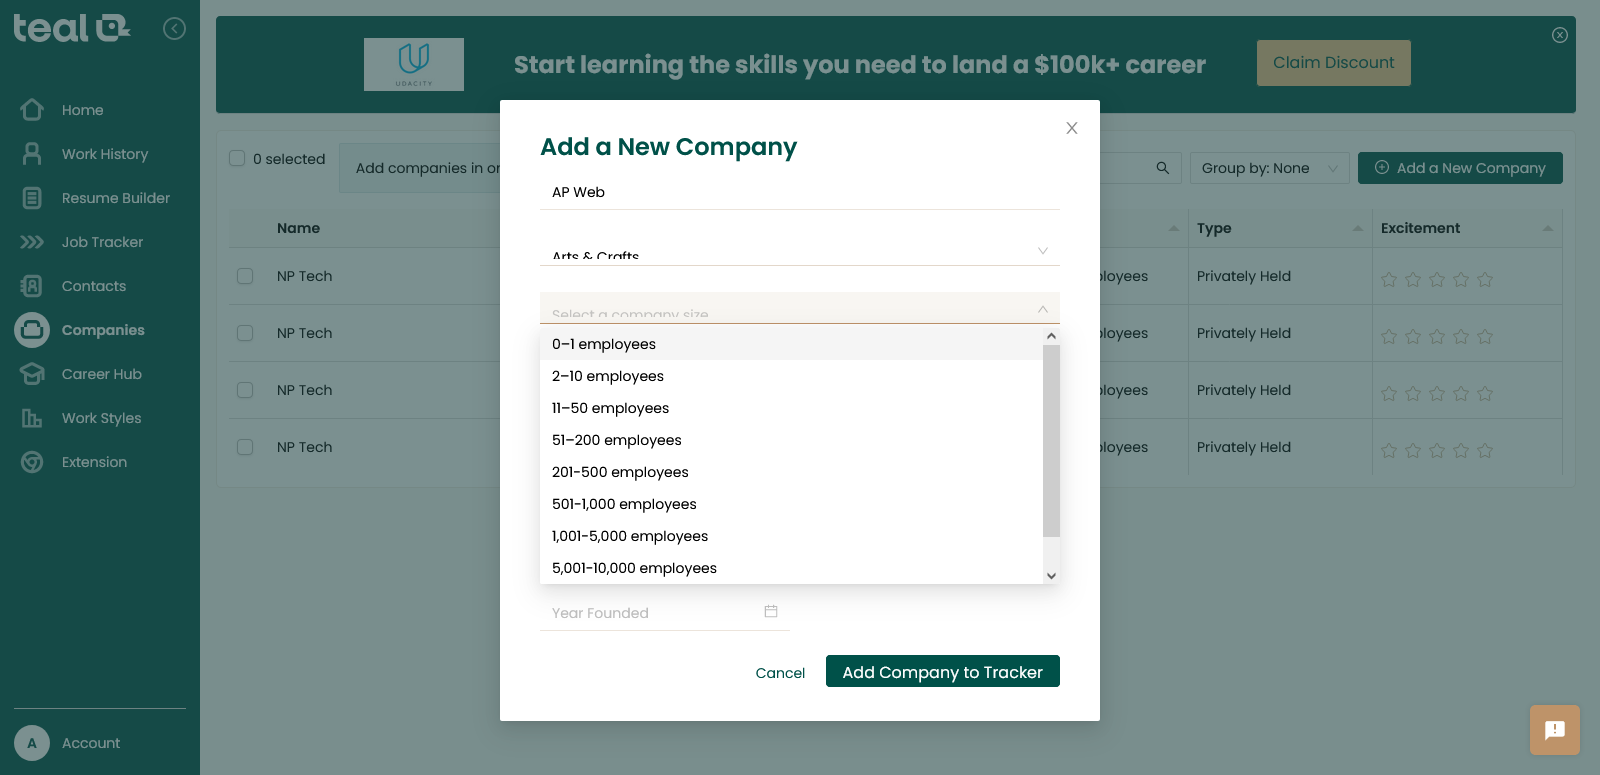 teal
Home
Work History
Resume Builder
Job Tracker
Contacts
Companies
Career Hub
Work Styles
Extension
A Account
UDACITY
Start learning the skills you need to land a $100k+ career
Claim Discount
0 selected
Add companies in or
Group by: None
Add a New Company
Name
Type
Excitement
NP Tech
ployees
Privately Held
NP Tech
ployees
Privately Held
NP Tech
ployees
Privately Held
NP Tech
ployees
Privately Held
Add a New Company
AP Web
Arts & Crafts
Select a company size
0–1 employees
2–10 employees
11–50 employees
51–200 employees
201-500 employees
501-1,000 employees
1,001-5,000 employees
5,001-10,000 employees
Year Founded
Cancel
Add Company to Tracker